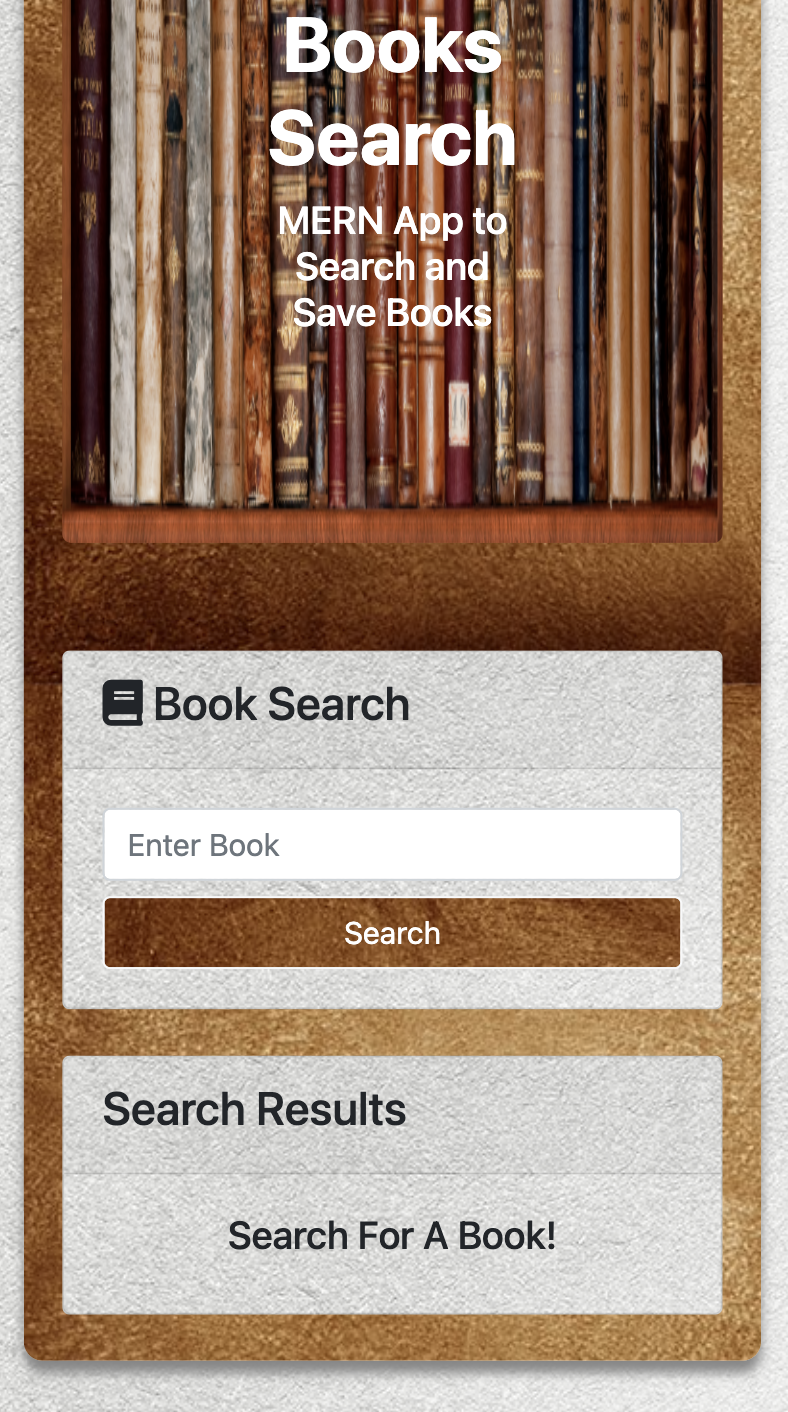 Books
Search
MERN App to
Search and
Save Books
Book Search
Enter Book
Search
Search Results
Search For A Book!